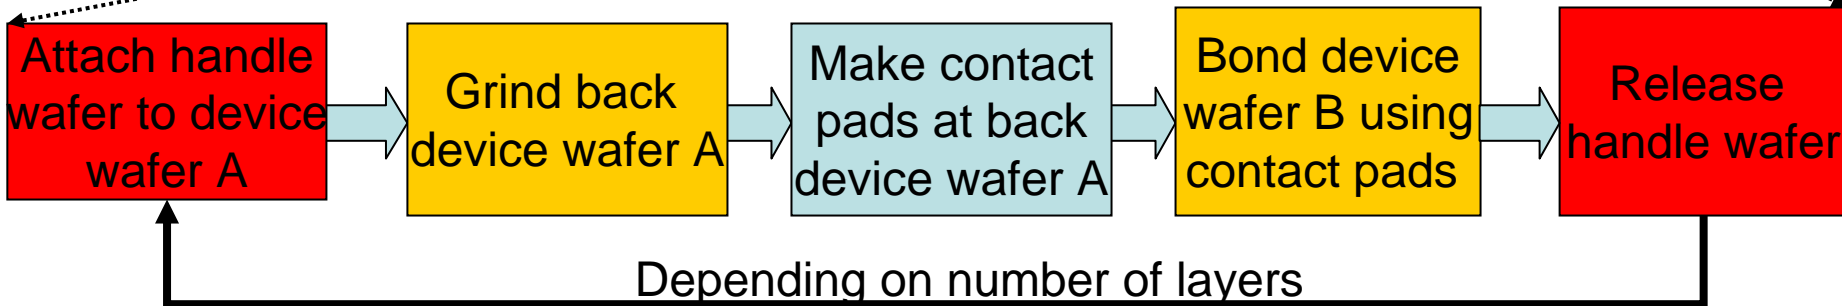 Attach handle
wafer to device
wafer A
Grind back
device wafer A
Make contact
pads at back
device wafer A
Bond device
wafer B using
contact pads
Release
handle wafer
Depending on number of layers